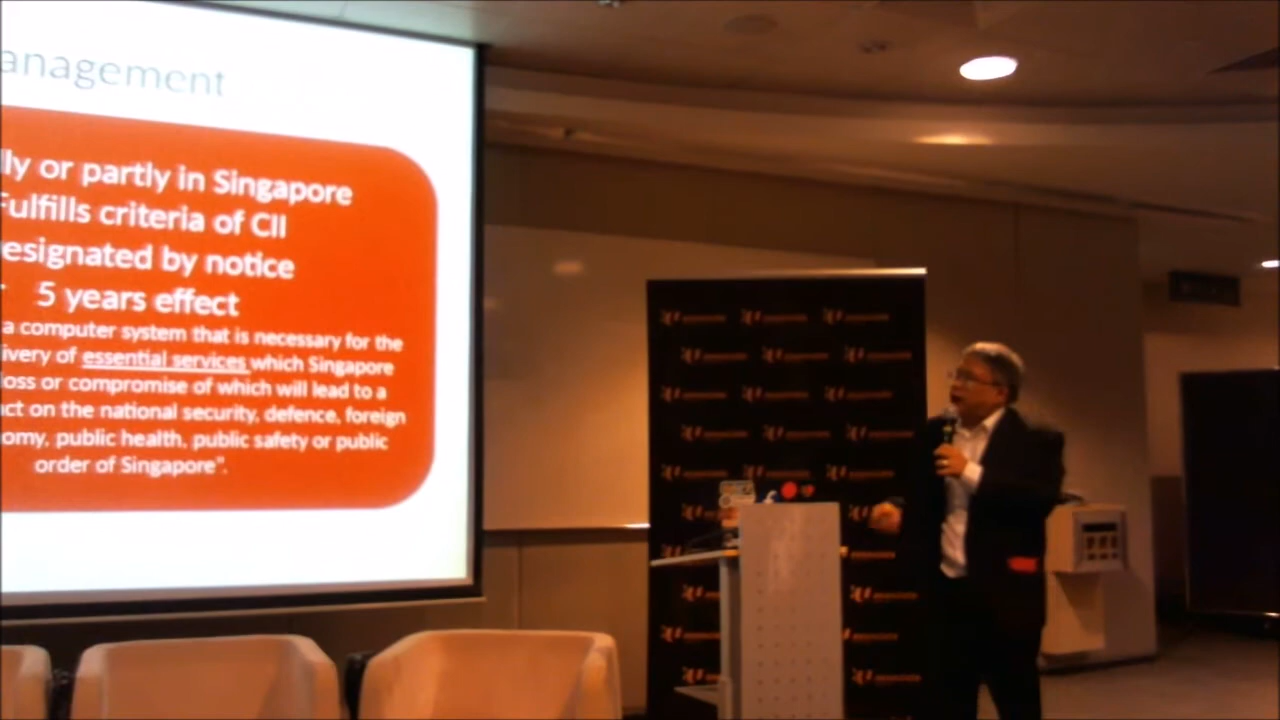 anagement
lly or partly in Singapore
Fulfills criteria of CII
esignated by notice
5 years effect
a computer system that is necessary for the
ivery of essential services which Singapore
loss or compromise of which will lead to a
ct on the national security, defence, foreign
omy, public health, public safety or public
order of Singapore".